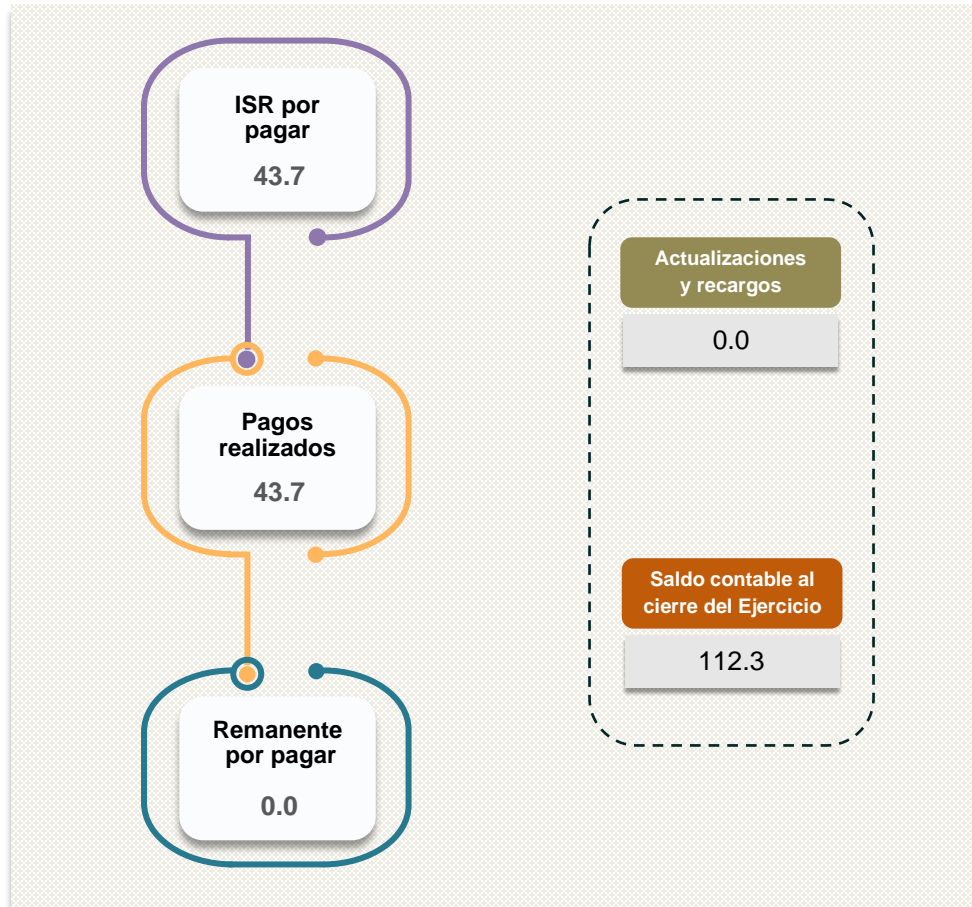 ISR por
pagar
43.7
Pagos
realizados
43.7
Remanente
por pagar
0.0
Actualizaciones
y recargos
0.0
Saldo contable al
cierre del Ejercicio
112.3